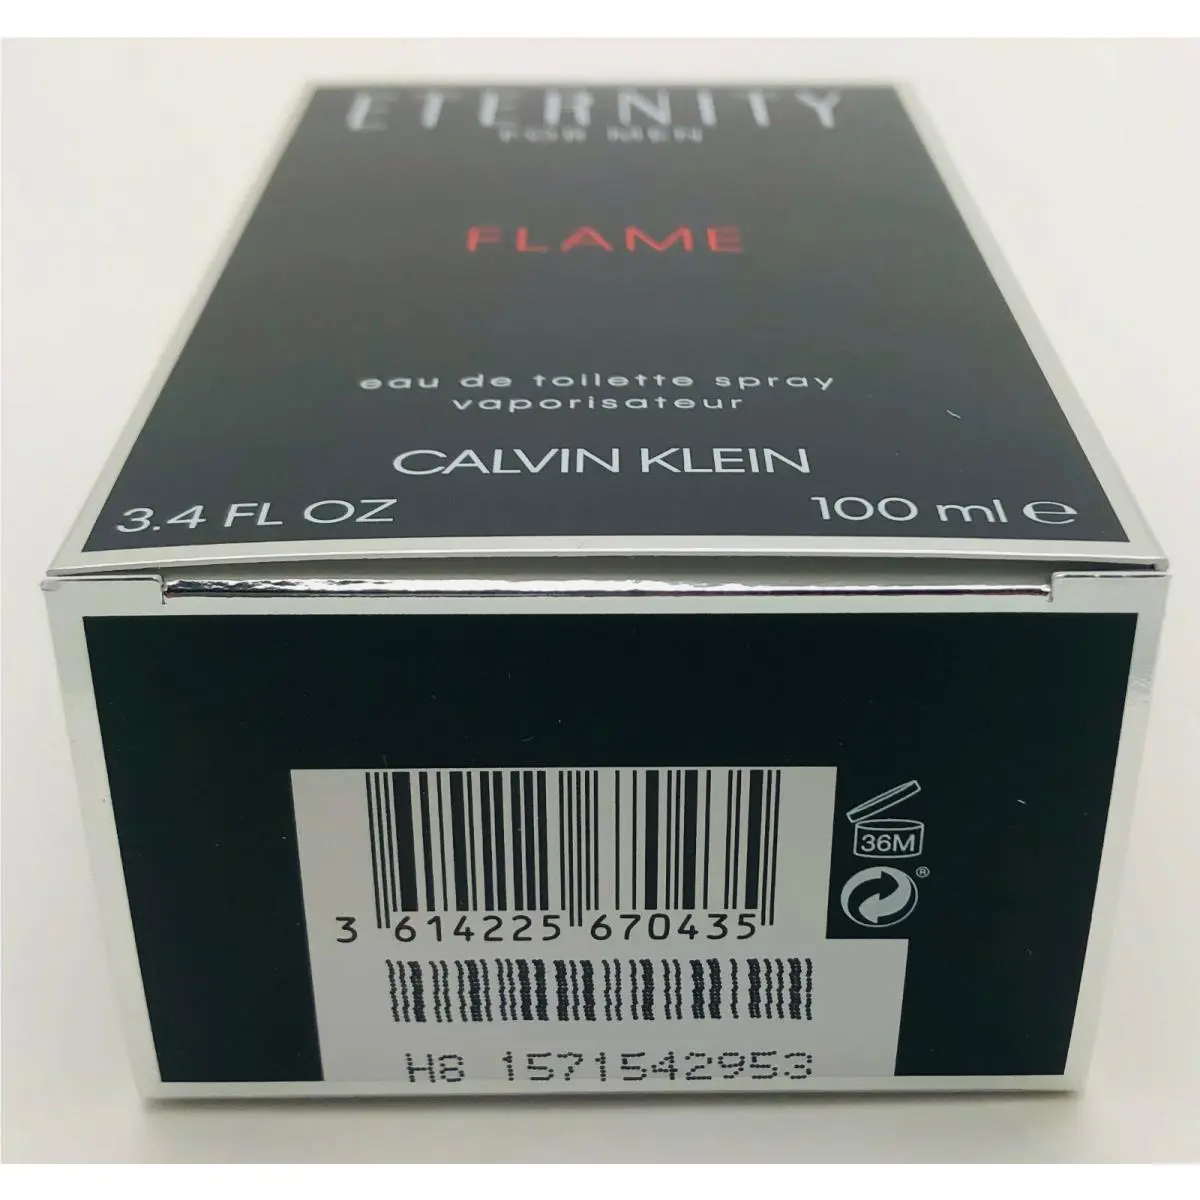 ETERNITY
FOR MEN
FLAME
eau de toilette spray
vaporisateur
CALVIN KLEIN
3.4 FL OZ 100 ml ℮
36M
®
3 614225 670435
H8 1571542953